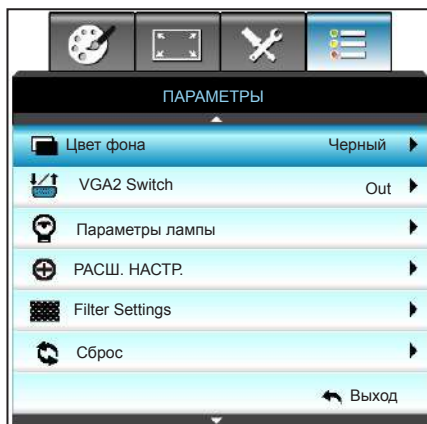 ПАРАМЕТРЫ
Цвет фона Черный
VGA2 Switch Out
Параметры лампы
РАСШ. НАСТР.
Filter Settings
Сброс
Выход